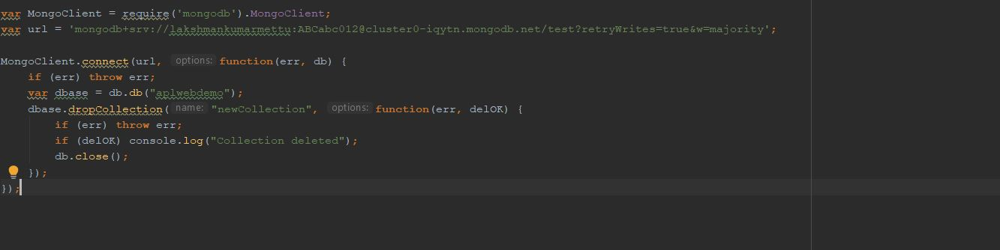 var MongoClient = require('mongodb').MongoClient;
var url = 'mongodb+srv://lakshmankumarmettu:ABCabc012@cluster0-iqytn.mongodb.net/test?retryWrites=true&w=majority';
MongoClient.connect(url, options: function(err, db) {
if (err) throw err;
var dbase = db.db("aplwebdemo");
dbase.dropCollection( name: "newCollection", options: function(err, delOK) {
if (err) throw err;
if (delOK) console.log("Collection deleted");
db.close();
});
});